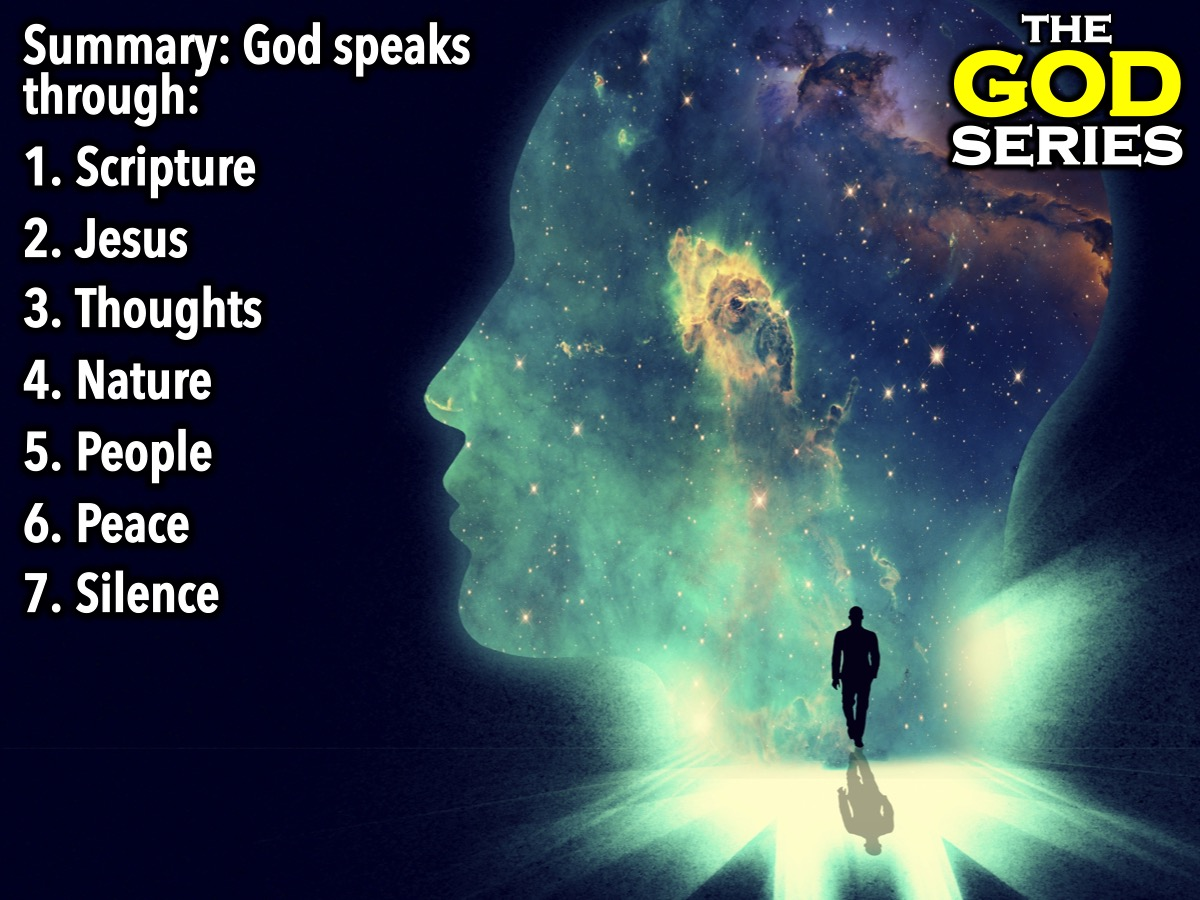 Summary: God speaks
through:
1. Scripture
2. Jesus
3. Thoughts
4. Nature
5. People
6. Peace
7. Silence
THE
GOD
SERIES